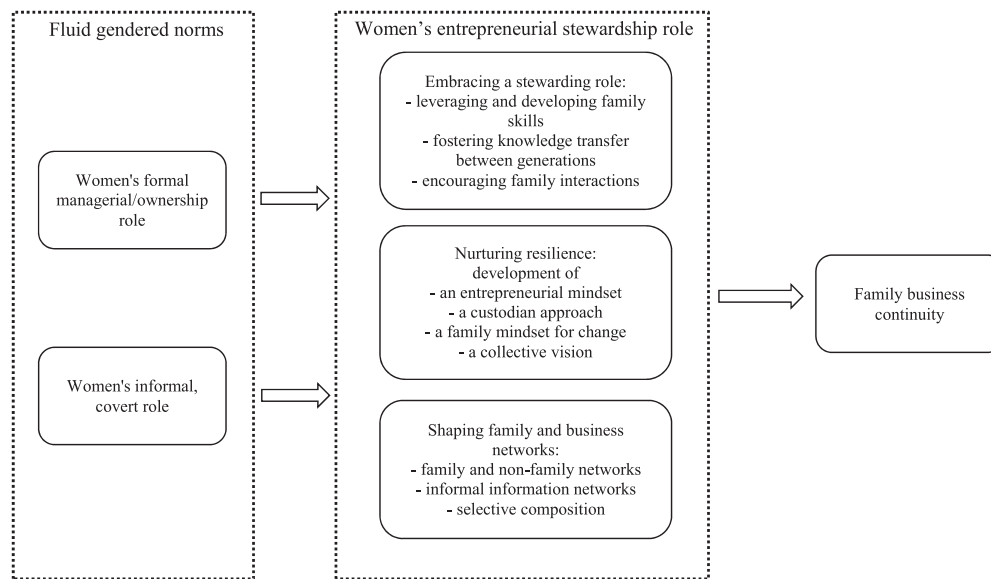 Fluid gendered norms
Women's formal
managerial/ownership
role
Women's informal,
covert role
Women’s entrepreneurial stewardship role
Embracing a stewarding role:
- leveraging and developing family
skills
- fostering knowledge transfer
between generations
- encouraging family interactions
Nurturing resilience:
development of
- an entrepreneurial mindset
- a custodian approach
- a family mindset for change
- a collective vision
Shaping family and business
networks:
- family and non-family networks
- informal information networks
- selective composition
Family business
continuity